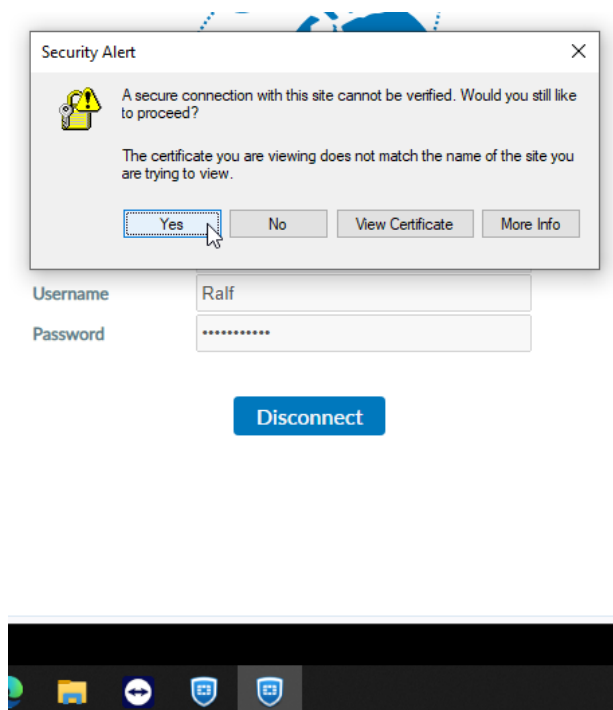 Security Alert
A secure connection with this site cannot be verified. Would you still like
to proceed?
The certificate you are viewing does not match the name of the site you
are trying to view.
Yes
No
View Certificate
More Info
Username
Ralf
Password
•••••••••••
Disconnect